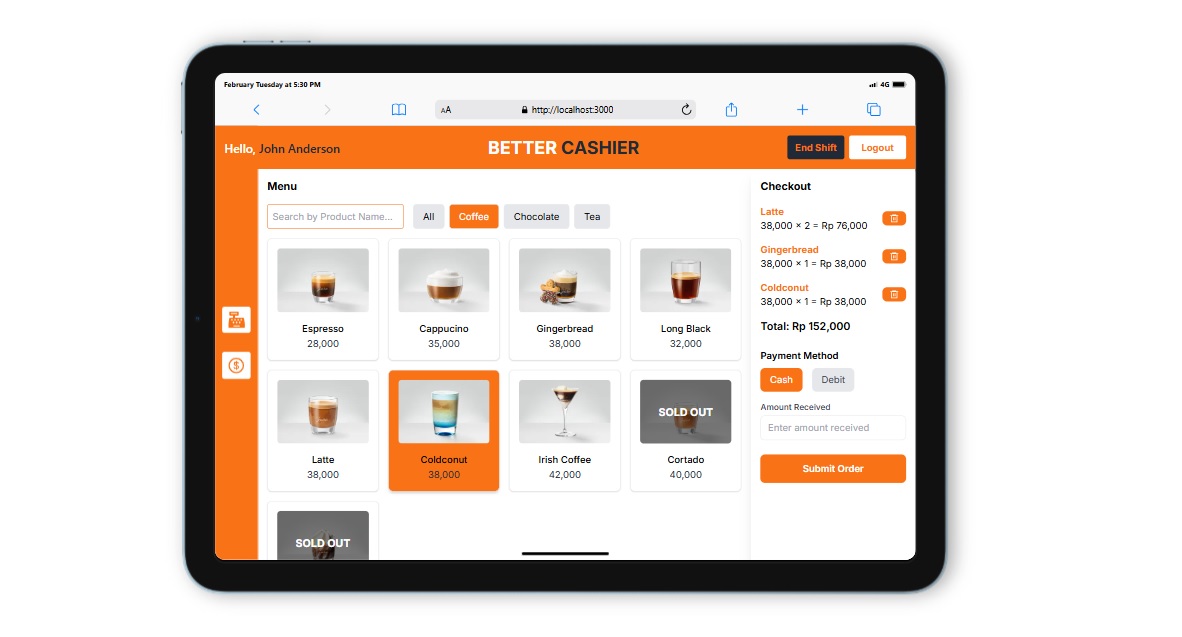 February Tuesday at 5:30 PM
4G
AA
http://localhost:3000
Hello, John Anderson
BETTER CASHIER
End Shift
Logout
Menu
Search by Product Name...
All
Coffee
Chocolate
Tea
Espresso
28,000
Cappucino
35,000
Gingerbread
38,000
Long Black
32,000
Latte
38,000
Coldconut
38,000
Irish Coffee
42,000
SOLD OUT
Cortado
40,000
SOLD OUT
Checkout
Latte
38,000 × 2 = Rp 76,000
Gingerbread
38,000 × 1 = Rp 38,000
Coldconut
38,000 × 1 = Rp 38,000
Total: Rp 152,000
Payment Method
Cash
Debit
Amount Received
Enter amount received
Submit Order